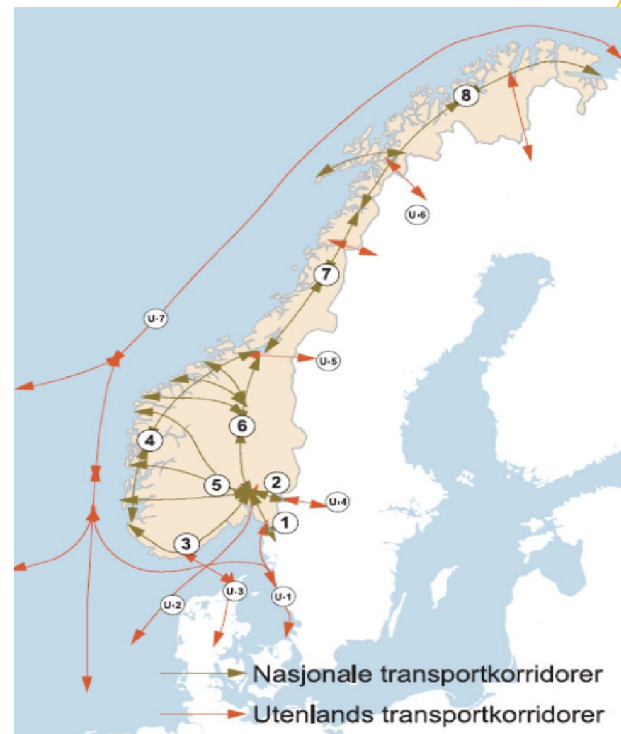 8
U-6
7
U-7
U-5
6
4
2
5
U-4
1
3
U-3
U-1
U-2
Nasjonale transportkorridorer
Utenlands transportkorridorer